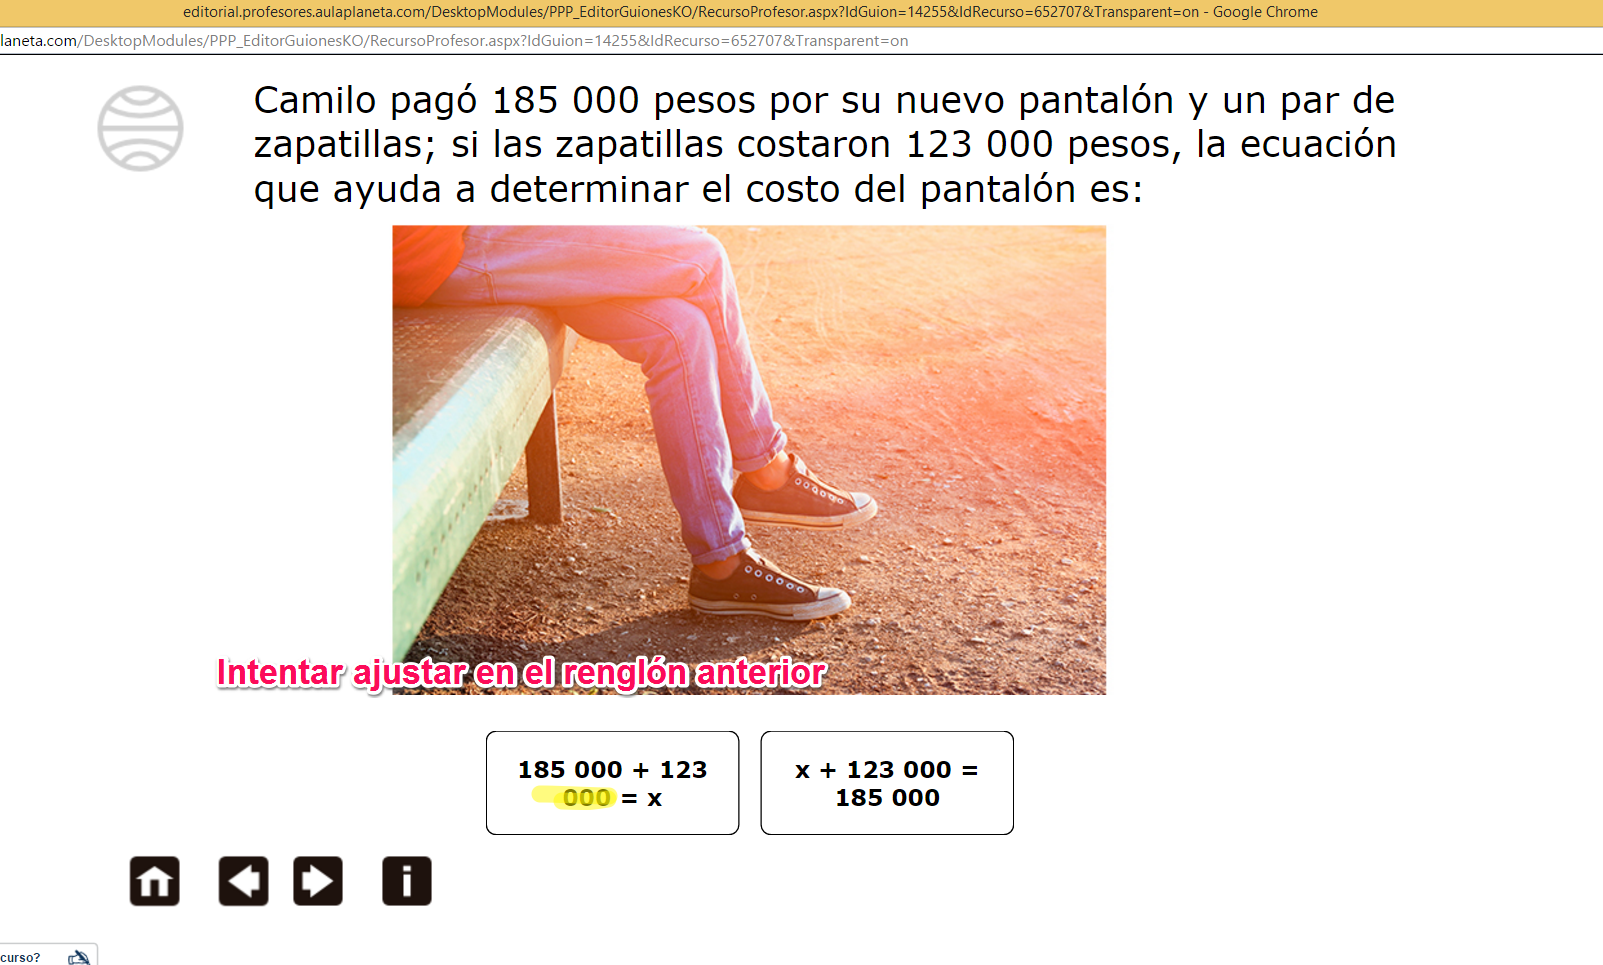 editorial.profesores.aulaplaneta.com/DesktopModules/PPP_EditorGuionesKO/RecursoProfesor.aspx?IdGuion=14255&IdRecurso=652707&Transparent=on - Google Chrome
laneta.com/DesktopModules/PPP_EditorGuionesKO/RecursoProfesor.aspx?IdGuion=14255&IdRecurso=652707&Transparent=on
Camilo pagó 185 000 pesos por su nuevo pantalón y un par de
zapatillas; si las zapatillas costaron 123 000 pesos, la ecuación
que ayuda a determinar el costo del pantalón es:
Intentar ajustar en el renglón anterior
185 000 + 123
000 = x
x + 123 000 =
185 000
i
curso?